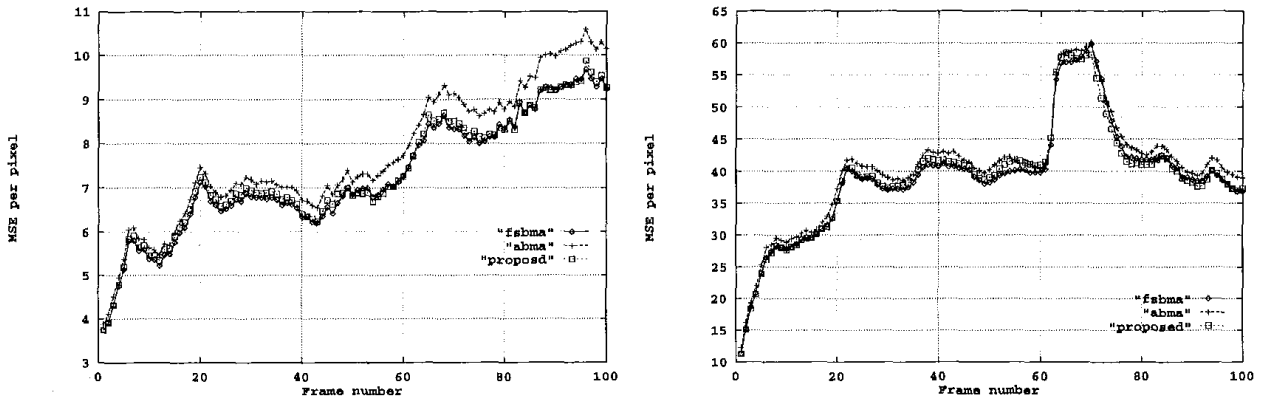 11
10
9
8
7
6
5
4
3
MSE per pixel
"fsbma"
"abma"
"proposd"
0 20 40 60 80 100
Frame number
65
60
55
50
45
40
35
30
25
20
15
10
MSE per pixel
"fsbma"
"abma"
"proposed"
0 20 40 60 80 100
Frame number